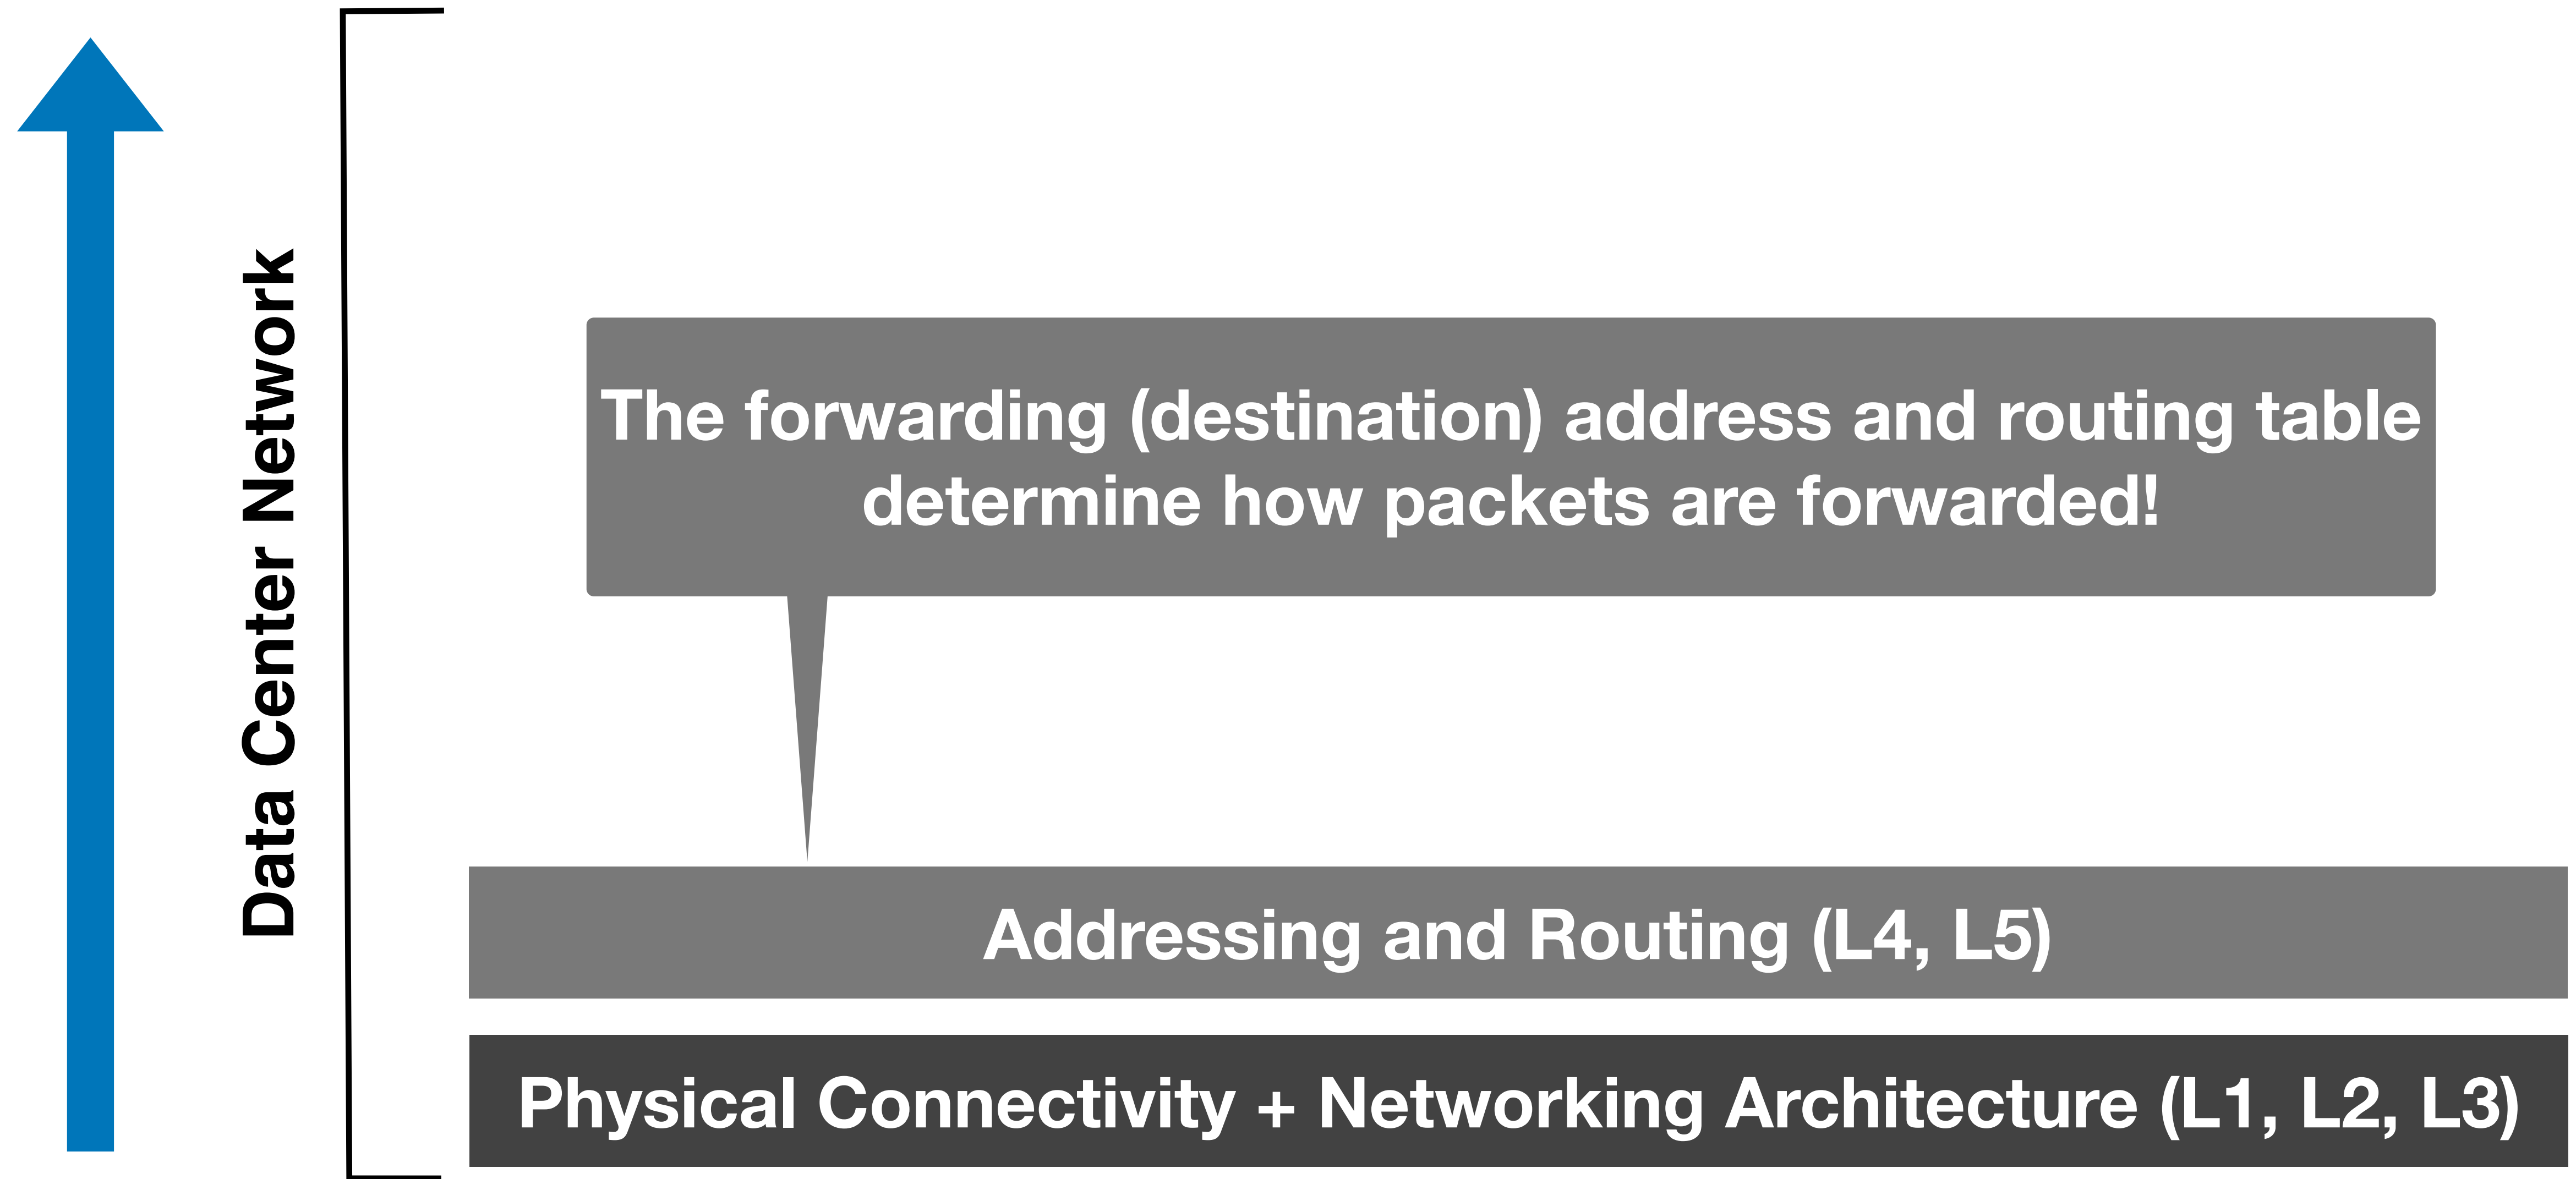 Data Center Network
The forwarding (destination) address and routing table
determine how packets are forwarded!
Addressing and Routing (L4, L5)
Physical Connectivity + Networking Architecture (L1, L2, L3)